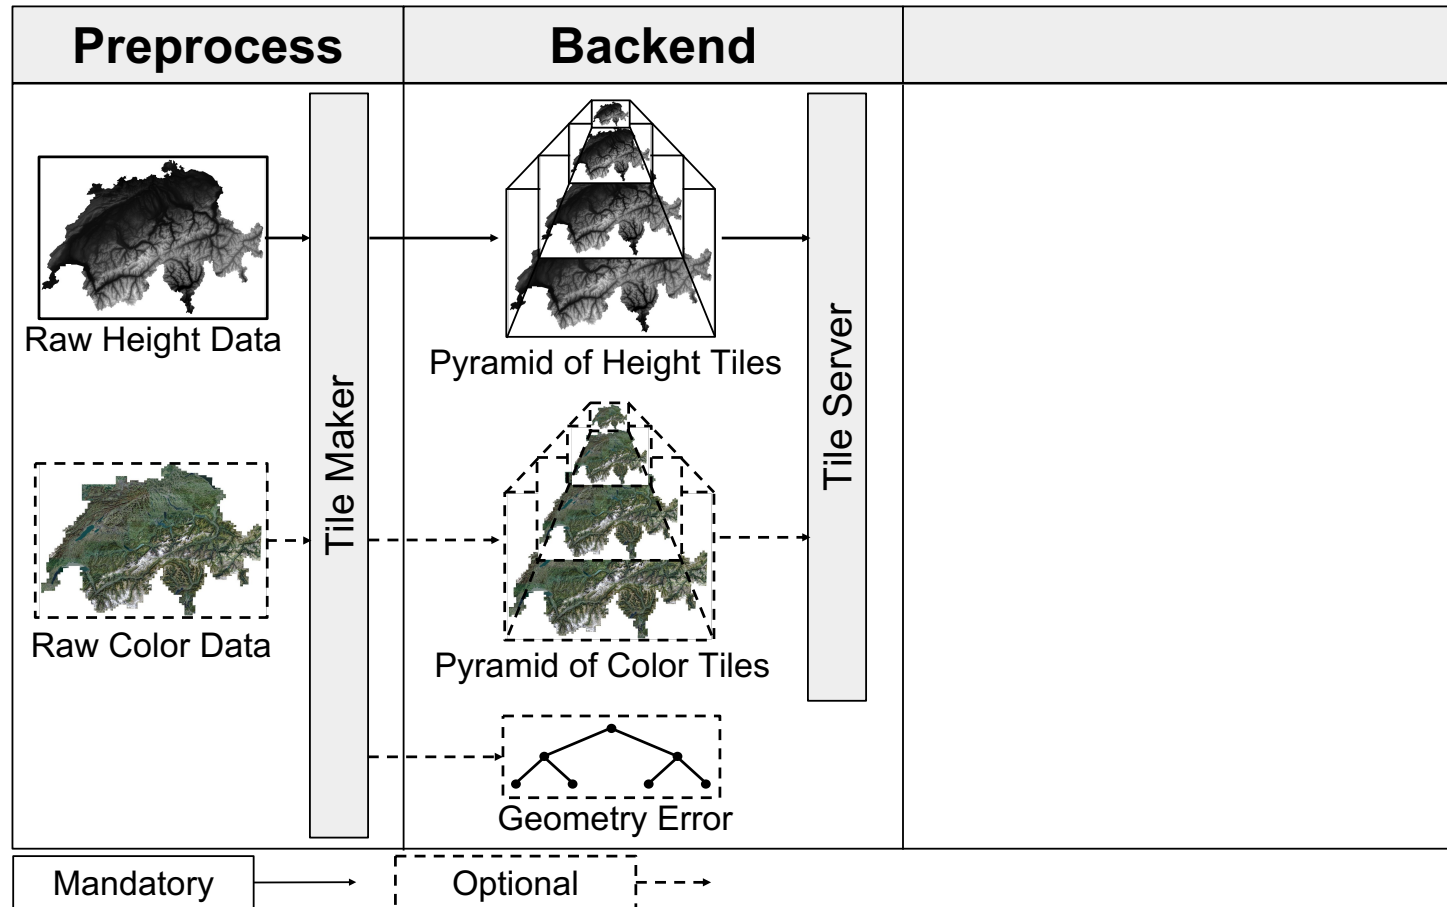 Preprocess
Backend
Raw Height Data
Raw Color Data
Tile Maker
Pyramid of Height Tiles
Pyramid of Color Tiles
Geometry Error
Tile Server
Mandatory
Optional